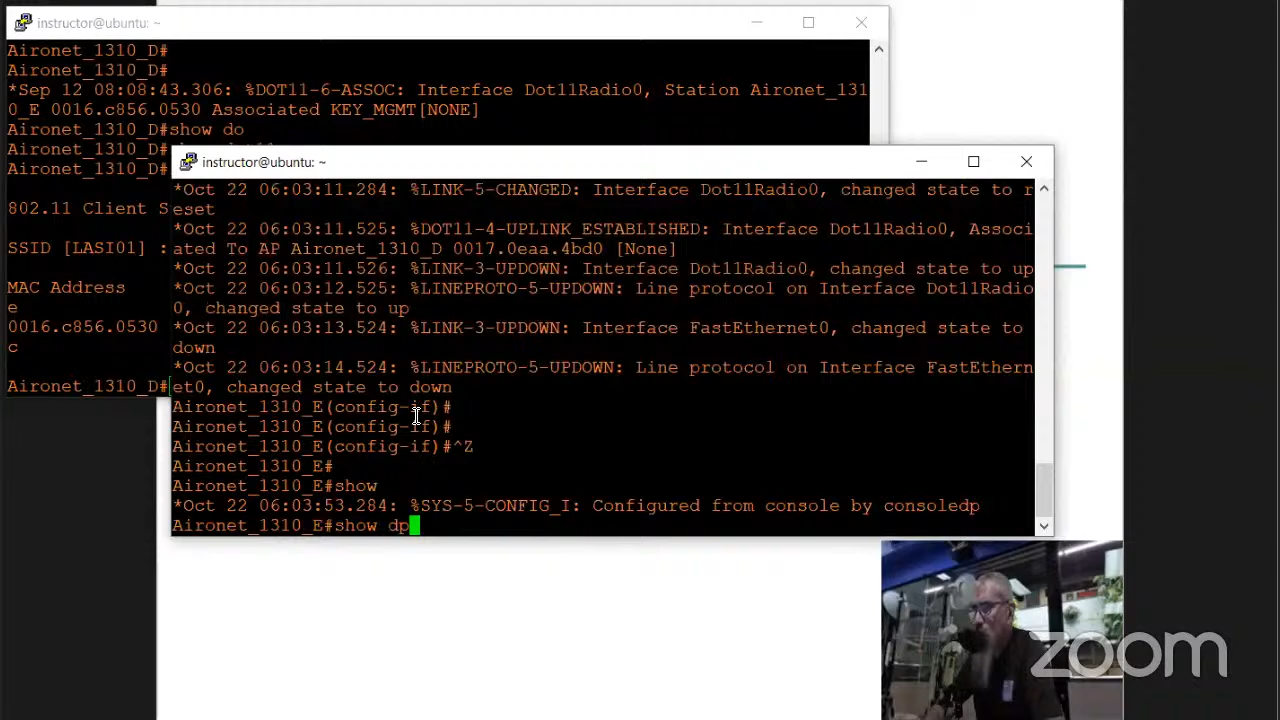 instructor@ubuntu: ~
Aironet_1310_D#
Aironet_1310_D#
*Sep 12 08:08:43.306: %DOT11-6-ASSOC: Interface Dot11Radio0, Station Aironet_131
0_E 0016.c856.0530 Associated KEY_MGMT[NONE]
Aironet_1310_D#show do
Aironet_1310_D#
Aironet_1310_D#
802.11 Client S
SSID [LASI01] :
MAC Address
e
0016.c856.0530
c
Aironet_1310_D#
instructor@ubuntu: ~
*Oct 22 06:03:11.284: %LINK-5-CHANGED: Interface Dot11Radio0, changed state to r
eset
*Oct 22 06:03:11.525: %DOT11-4-UPLINK_ESTABLISHED: Interface Dot11Radio0, Associ
ated To AP Aironet_1310_D 0017.0eaa.4bd0 [None]
*Oct 22 06:03:11.526: %LINK-3-UPDOWN: Interface Dot11Radio0, changed state to up
*Oct 22 06:03:12.525: %LINEPROTO-5-UPDOWN: Line protocol on Interface Dot11Radio
0, changed state to up
*Oct 22 06:03:13.524: %LINK-3-UPDOWN: Interface FastEthernet0, changed state to
down
*Oct 22 06:03:14.524: %LINEPROTO-5-UPDOWN: Line protocol on Interface FastEthern
et0, changed state to down
Aironet_1310_E(config-if)#
Aironet_1310_E(config-if)#
Aironet_1310_E(config-if)#^Z
Aironet_1310_E#
Aironet_1310_E#show
*Oct 22 06:03:53.284: %SYS-5-CONFIG_I: Configured from console by consoledp
Aironet_1310_E#show dp
zoom